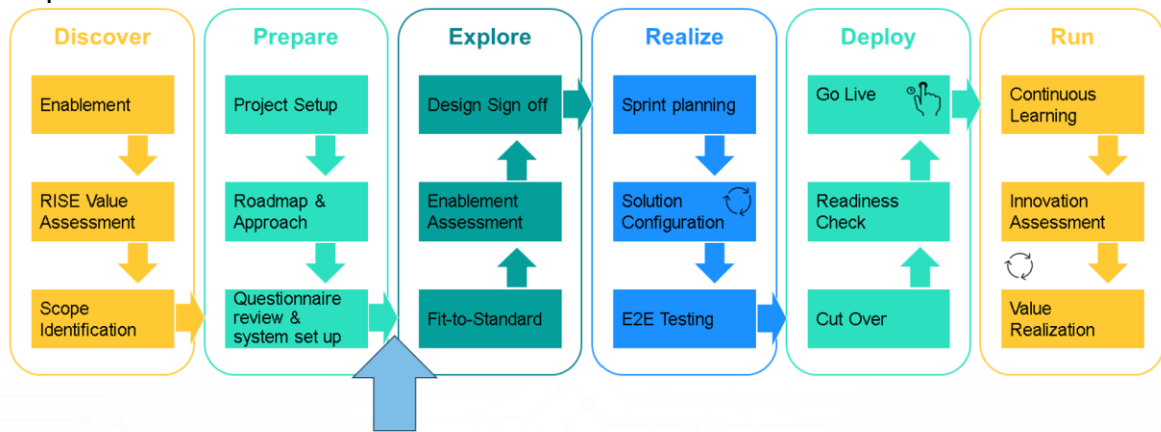 Discover
Enablement
RISE Value
Assessment
Scope
Identification
Prepare
Project Setup
Roadmap &
Approach
Questionnaire
review &
system set up
Explore
Design Sign off
Enablement
Assessment
Fit-to-Standard
Realize
Sprint planning
Solution
Configuration
E2E Testing
Deploy
Go Live
Readiness
Check
Cut Over
Run
Continuous
Learning
Innovation
Assessment
Value
Realization